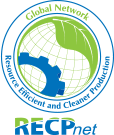 Global Network
Resource Efficient and Cleaner Production
RECPnet